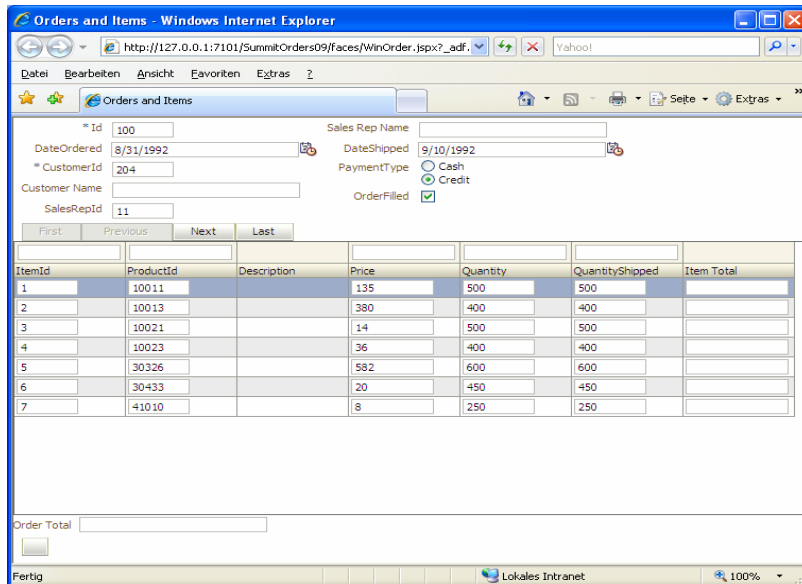 Orders and Items - Windows Internet Explorer
http://127.0.0.1:7101/SummitOrders09/faces/WinOrder.jspx?_adf.
Yahoo!
Datei Bearbeiten Ansicht Favoriten Extras ?
Orders and Items
Seite
Extras
»
* Id 100
Sales Rep Name
DateOrdered 8/31/1992
DateShipped 9/10/1992
* CustomerId 204
PaymentType Cash
Credit
Customer Name
OrderFilled
SalesRepId 11
First Previous Next Last
ItemId ProductId Description Price Quantity QuantityShipped Item Total
1 10011 135 500 500
2 10013 380 400 400
3 10021 14 500 500
4 10023 36 400 400
5 30326 582 600 600
6 30433 20 450 450
7 41010 8 250 250
Order Total
Fertig
Lokales Intranet
100%